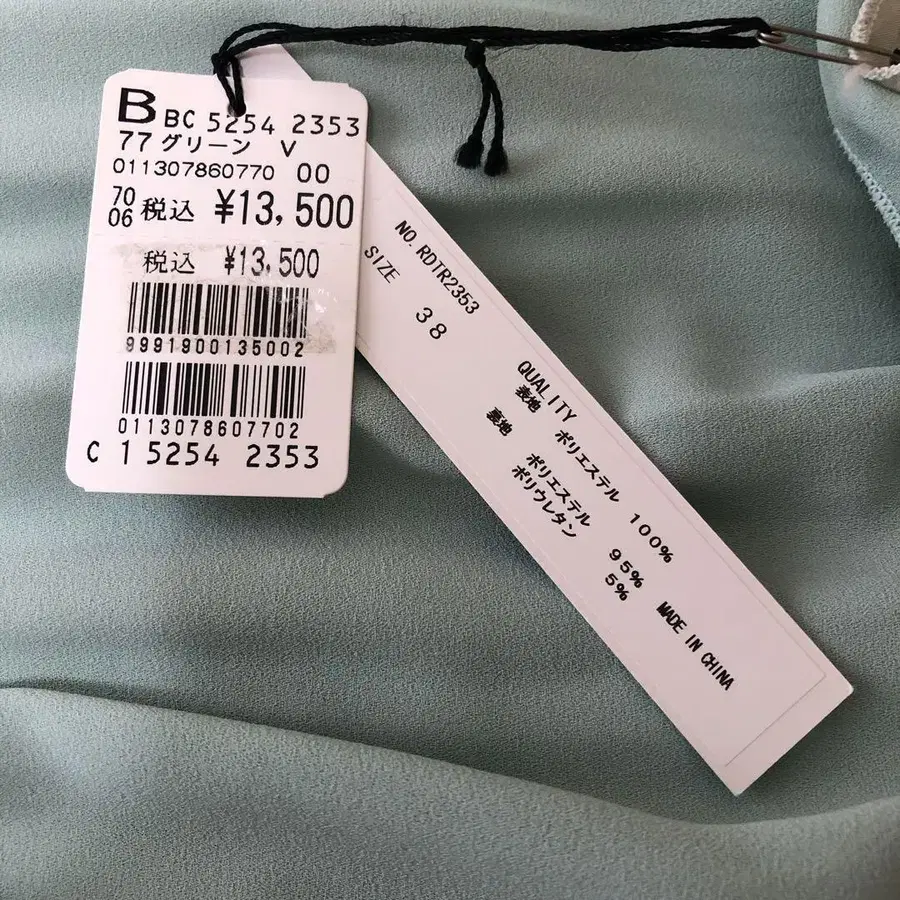 B BC 5254 2353
77 グリーン V
011307860770 00
70
06 税込 ¥13,500
税込 ¥13,500
9991900135002
0113078607702
C 1 5254 2353
NO. RDTR2353
SIZE 38
QUALITY
表地 ポリエステル 100%
裏地 ポリエステル 95%
ポリウレタン 5%
MADE IN CHINA